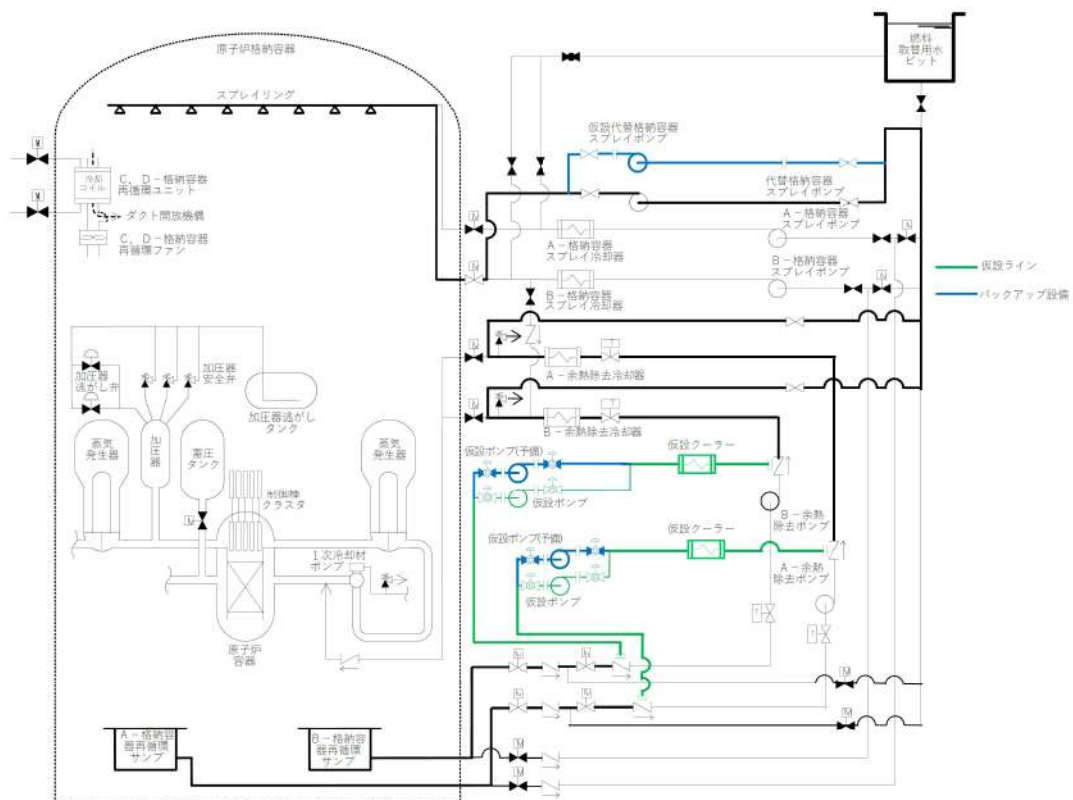 原子炉格納容器
スプレイリング
燃料
取替用水
ピット
仮設代替格納容器
スプレイポンプ
代替格納容器
スプレイポンプ
冷却
コイル
C、D-格納容器
再循環ユニット
ダクト開放機構
C、D-格納容器
再循環ファン
A-格納容器
スプレイポンプ
A-格納容器
スプレイ冷却器
B-格納容器
スプレイポンプ
B-格納容器
スプレイ冷却器
仮設ライン
バックアップ設備
加圧器
逃がし弁
加圧器
安全弁
加圧器逃がし
タンク
A-余熱除去冷却器
B-余熱除去冷却器
蒸気
発生器
加
圧
器
蓄圧
タンク
蒸気
発生器
制御棒
クラスタ
1次冷却材
ポンプ
原子炉
容器
仮設ポンプ(予備)
仮設ポンプ
仮設クーラー
B-余熱
除去ポンプ
仮設ポンプ(予備)
仮設ポンプ
仮設クーラー
A-余熱
除去ポンプ
A-格納容
器再循環
サンプ
B-格納容
器再循環
サンプ